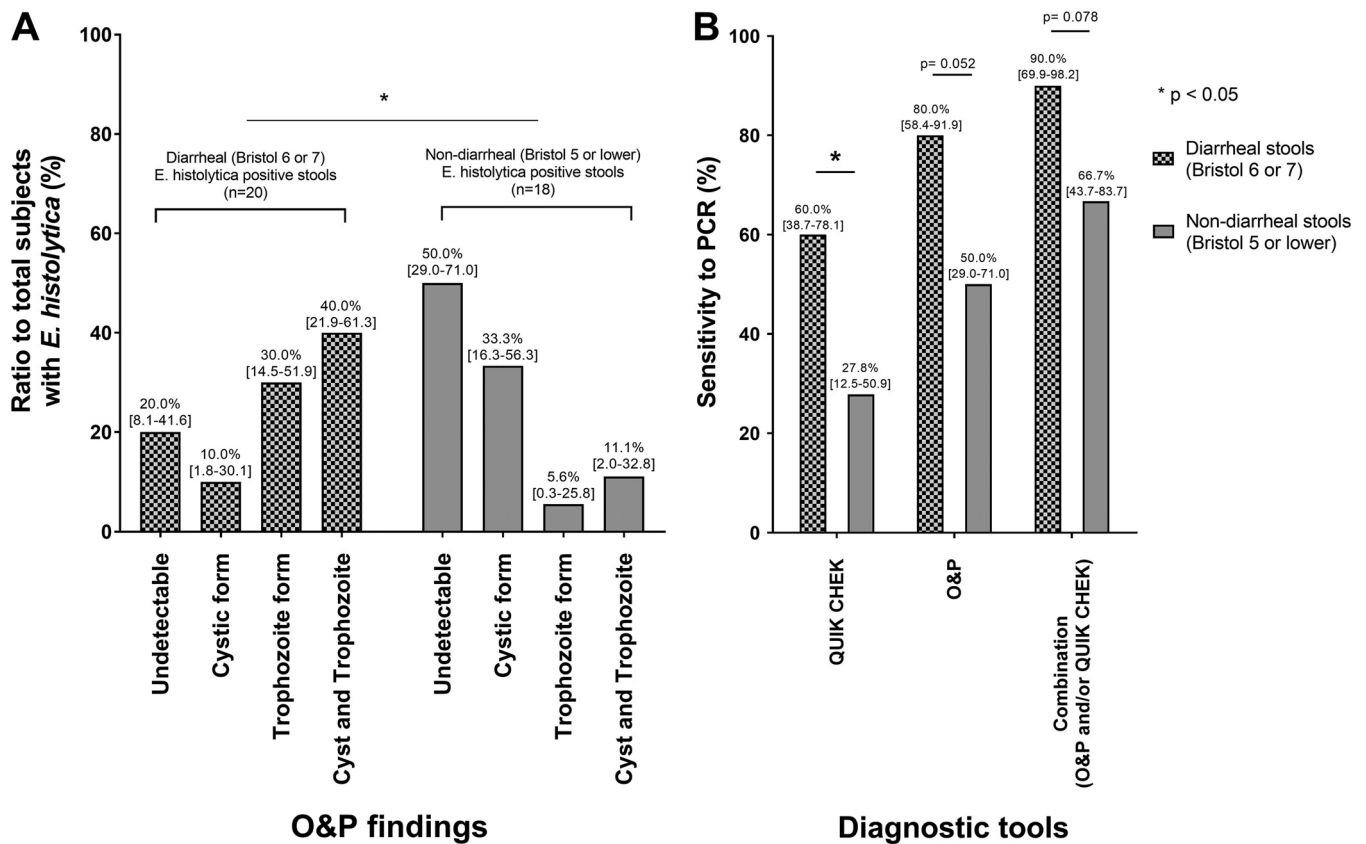 A
100
80
60
40
20
0
Ratio to total subjects
with E. histolytica (%)
*
Diarrheal (Bristol 6 or 7)
E. histolytica positive stools
(n=20)
Non-diarrheal (Bristol 5 or lower)
E. histolytica positive stools
(n=18)
20.0%
[8.1-41.6]
10.0%
[1.8-30.1]
30.0%
[14.5-51.9]
40.0%
[21.9-61.3]
50.0%
[29.0-71.0]
33.3%
[16.3-56.3]
5.6%
[0.3-25.8]
11.1%
[2.0-32.8]
Undetectable
Cystic form
Trophozoite form
Cyst and Trophozoite
Undetectable
Cystic form
Trophozoite form
Cyst and Trophozoite
O&P findings
B
100
80
60
40
20
0
Sensitivity to PCR (%)
*
p= 0.052
p= 0.078
60.0%
[38.7-78.1]
27.8%
[12.5-50.9]
80.0%
[58.4-91.9]
50.0%
[29.0-71.0]
90.0%
[69.9-98.2]
66.7%
[43.7-83.7]
QUIK CHEK
O&P
Combination
(O&P and/or QUIK CHEK)
Diagnostic tools
* p < 0.05
Diarrheal stools
(Bristol 6 or 7)
Non-diarrheal stools
(Bristol 5 or lower)